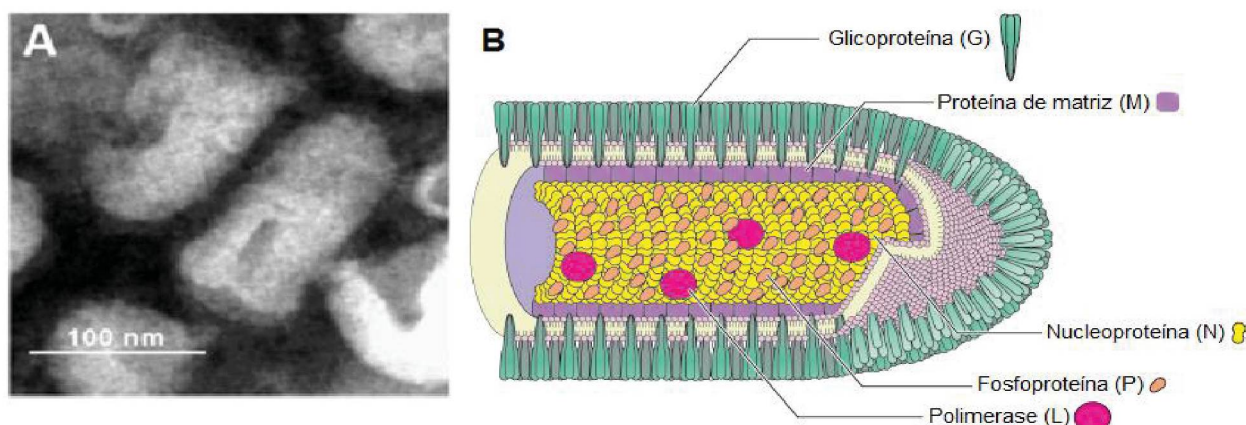 A
100 nm
B
Glicoproteína (G)
Proteína de matriz (M)
Nucleoproteína (N)
Fosfoproteína (P)
Polimerase (L)